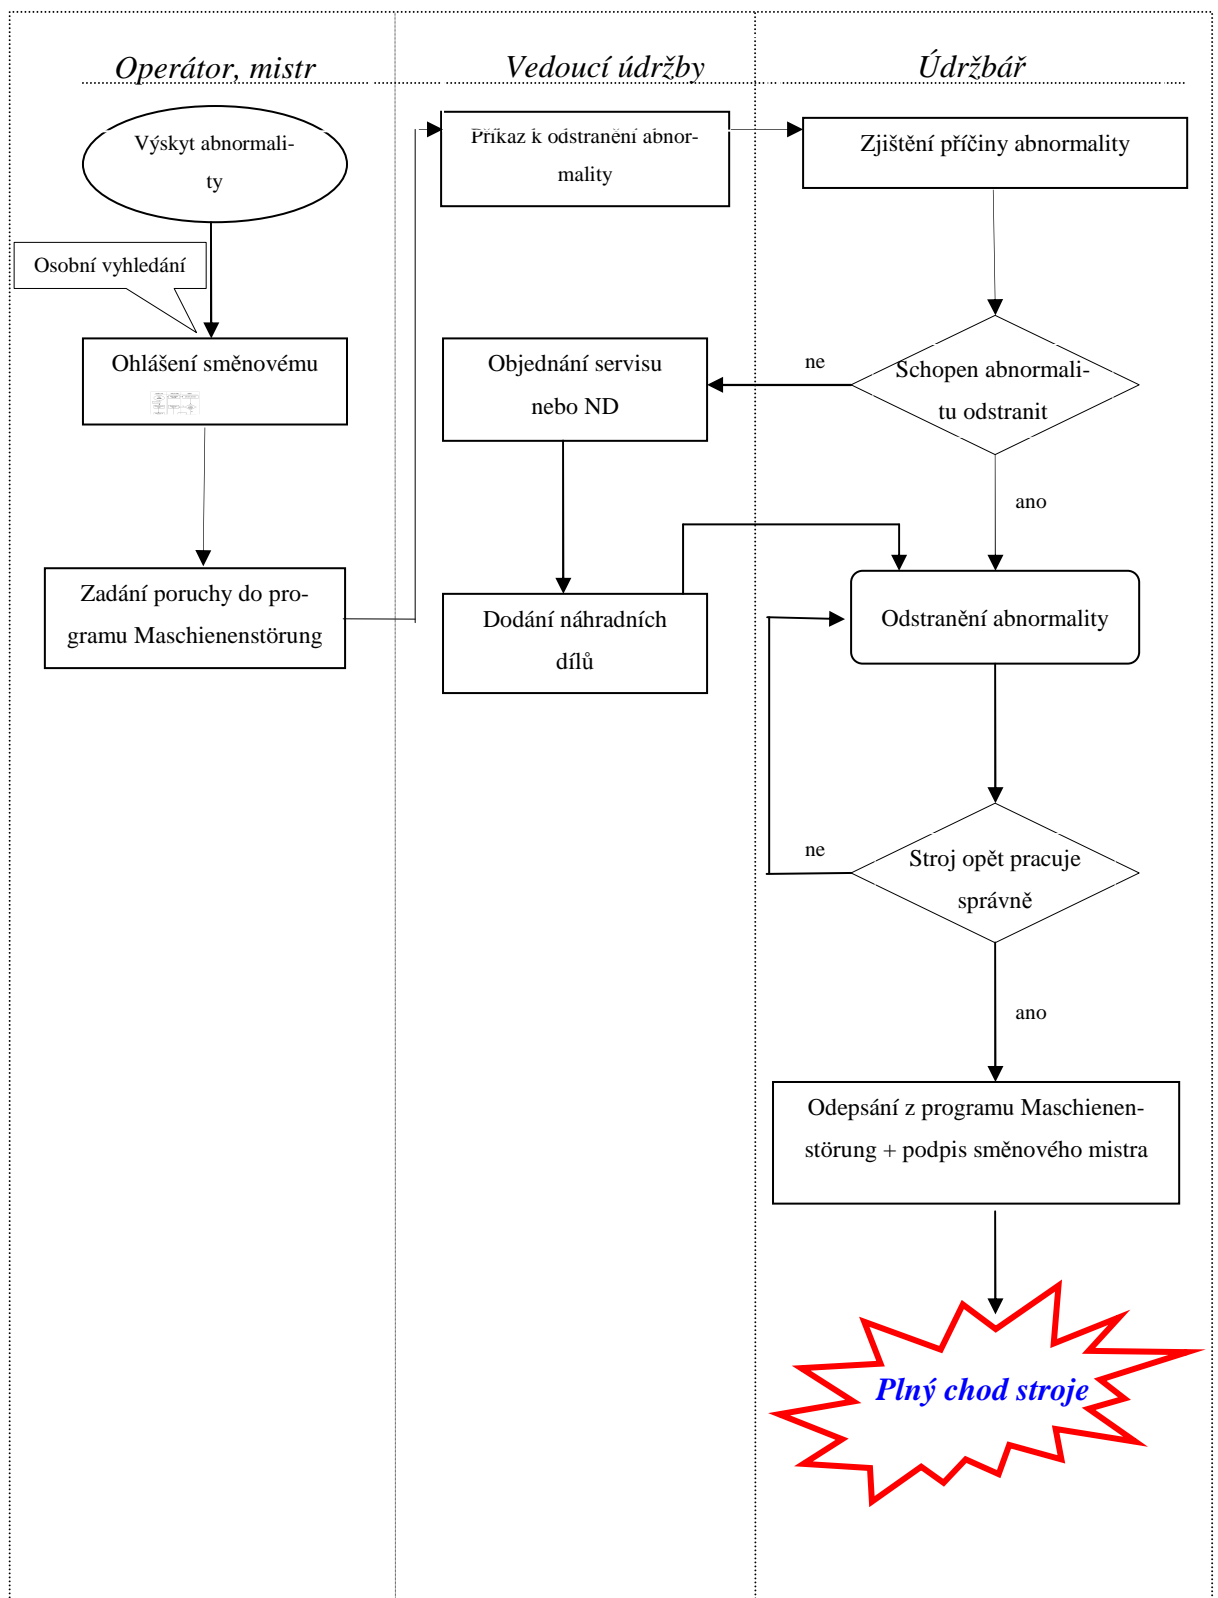 Operátor, mistr
Vedoucí údržby
Údržbář
Výskyt abnormali-
ty
Příkaz k odstranění abnor-
mality
Zjištění příčiny abnormality
Osobní vyhledání
Ohlášení směnovému
Objednání servisu
nebo ND
ne
Schopen abnormali-
tu odstranit
ano
Zadání poruchy do pro-
gramu Maschienenstörung
Dodání náhradních
dílů
Odstranění abnormality
ne
Stroj opět pracuje
správně
ano
Odepsání z programu Maschienen-
störung + podpis směnového mistra
Plný chod stroje